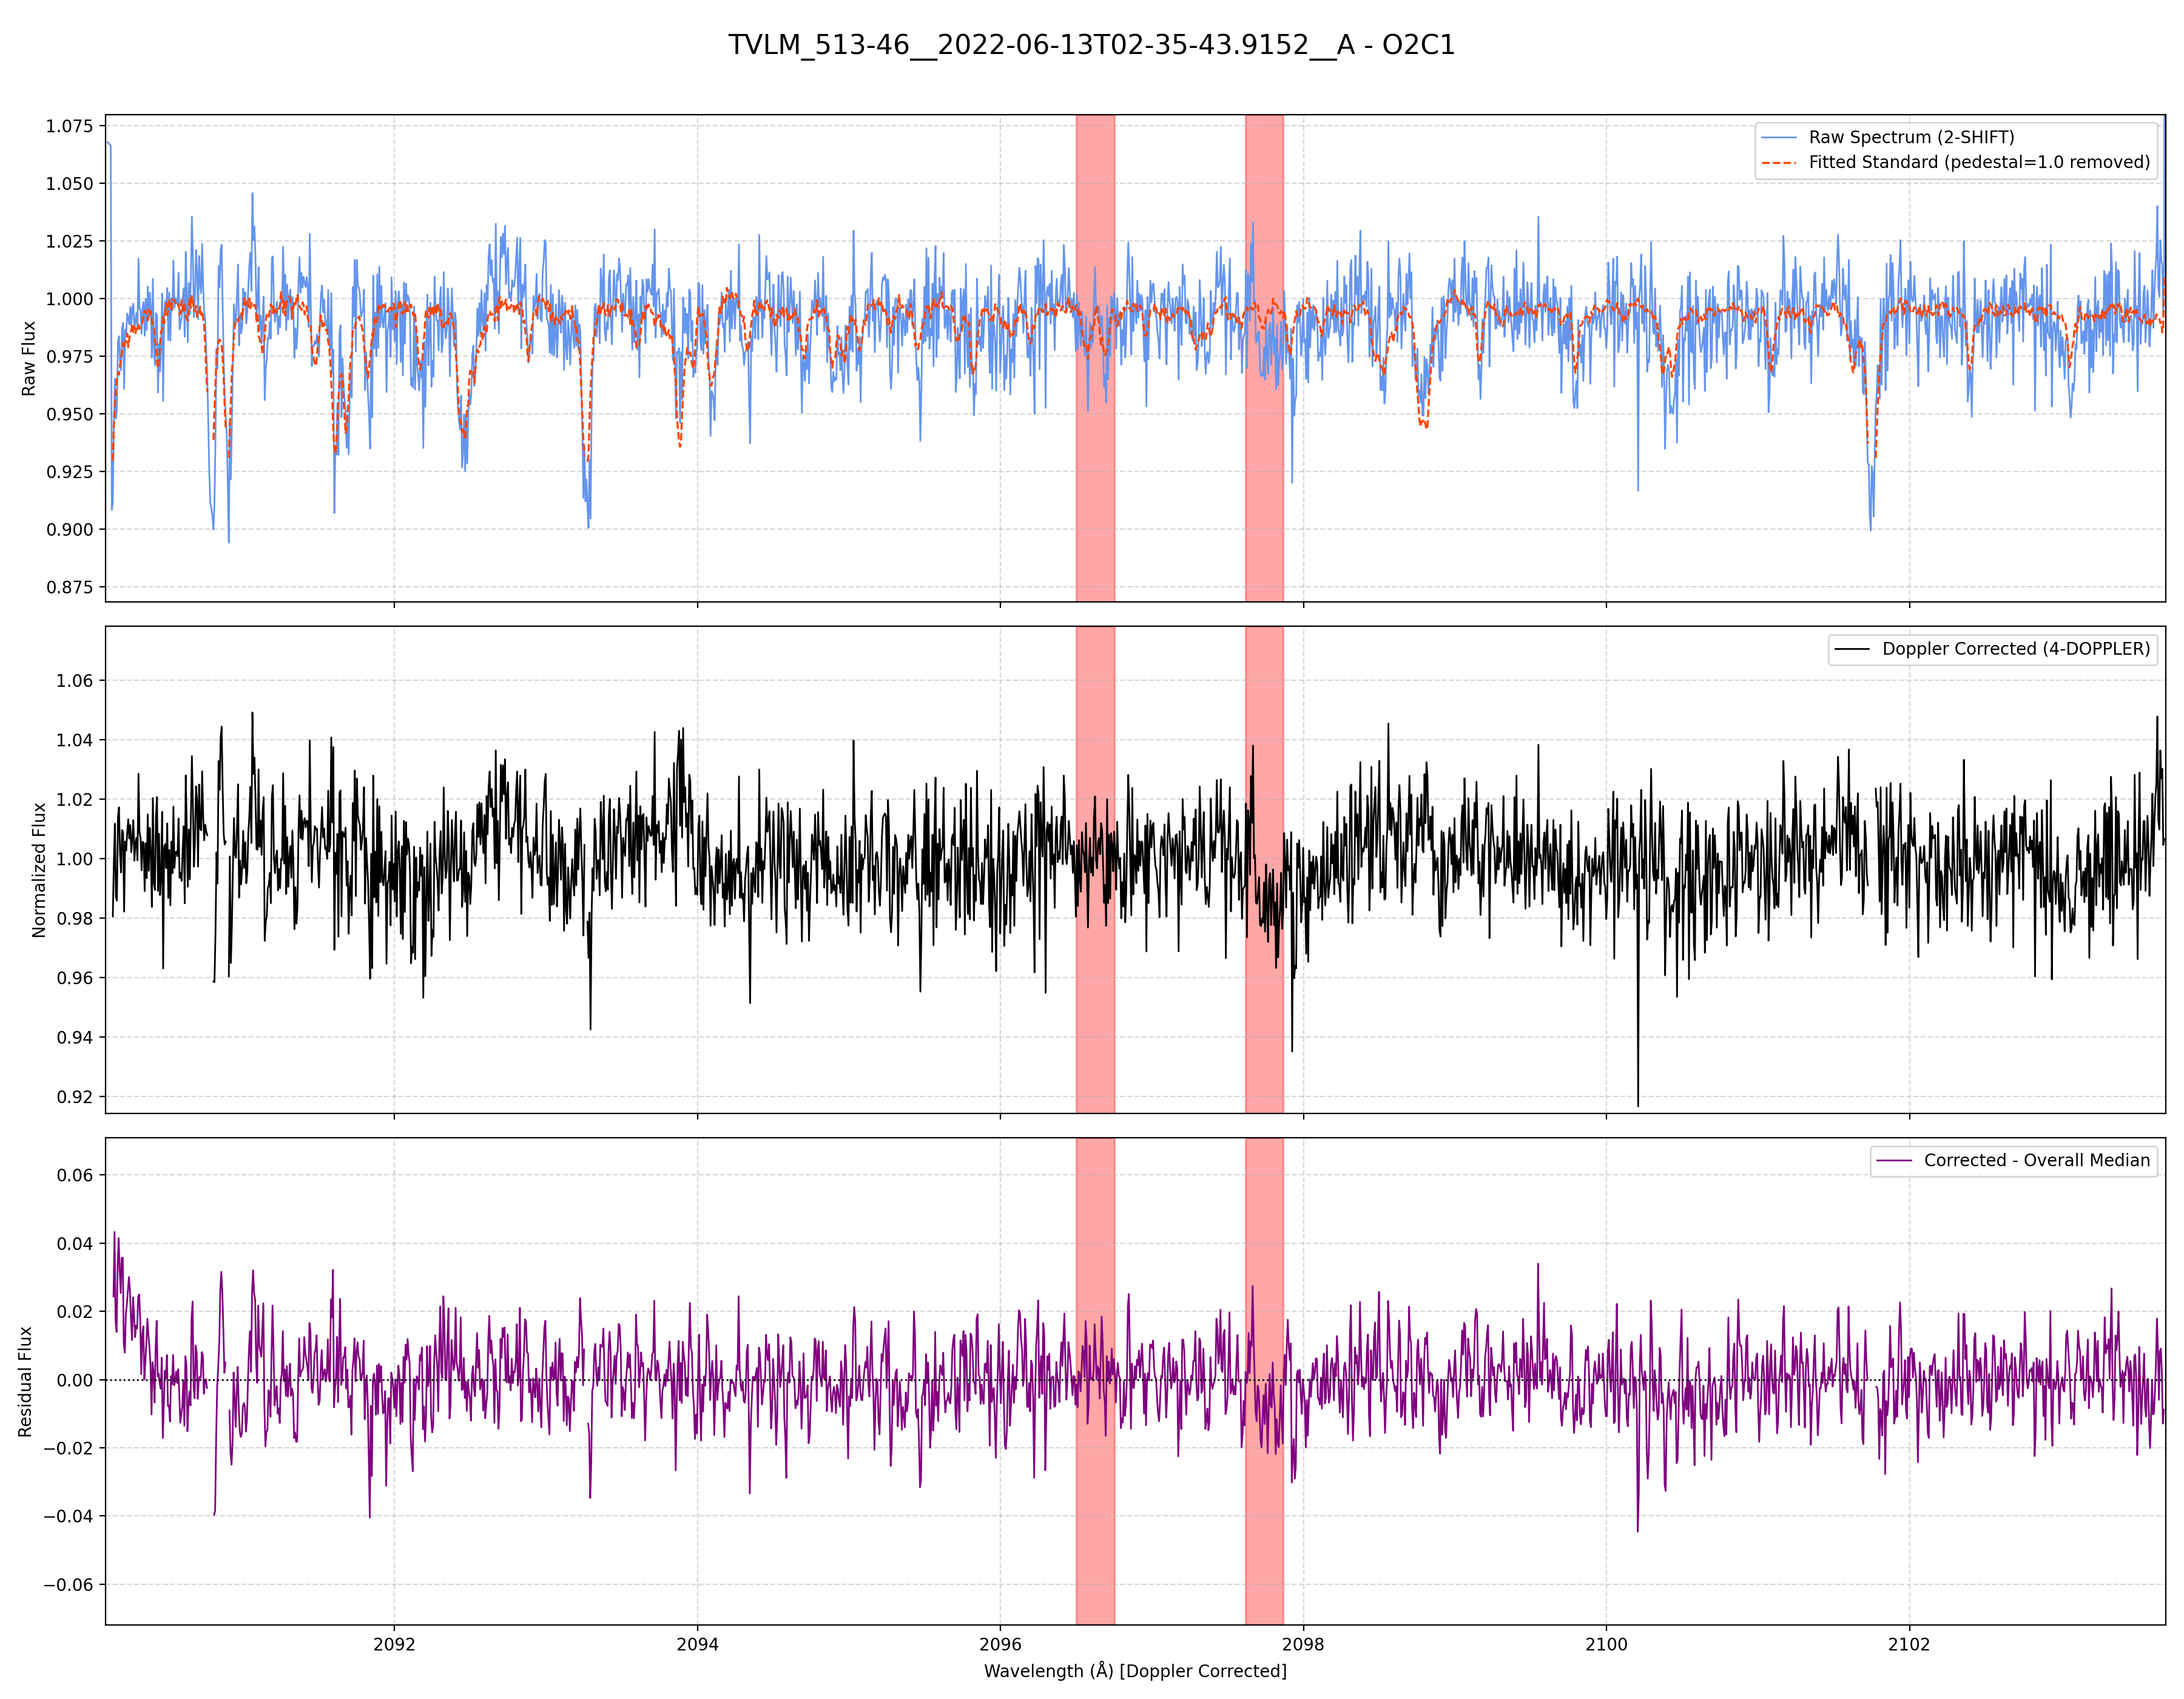 TVLM_513-46__2022-06-13T02-35-43.9152__A - O2C1
Raw Flux
1.075
1.050
1.025
1.000
0.975
0.950
0.925
0.900
0.875
Raw Spectrum (2-SHIFT)
Fitted Standard (pedestal=1.0 removed)
Normalized Flux
1.06
1.04
1.02
1.00
0.98
0.96
0.94
0.92
Doppler Corrected (4-DOPPLER)
Residual Flux
0.06
0.04
0.02
0.00
−0.02
−0.04
−0.06
Corrected - Overall Median
2092 2094 2096 2098 2100 2102
Wavelength (Å) [Doppler Corrected]